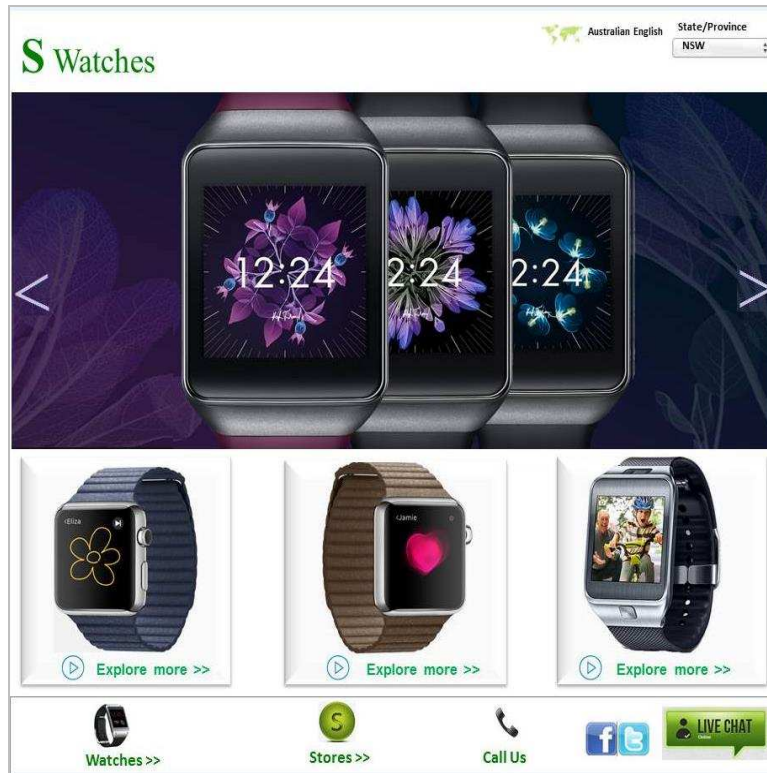 Australian English
State/Province
NSW
S Watches
12:24
2:24
2:24
<
>
‹Eliza
‹Jamie
Explore more >>
Explore more >>
Explore more >>
S
LIVE CHAT
Online
f
t
Watches >>
Stores >>
Call Us